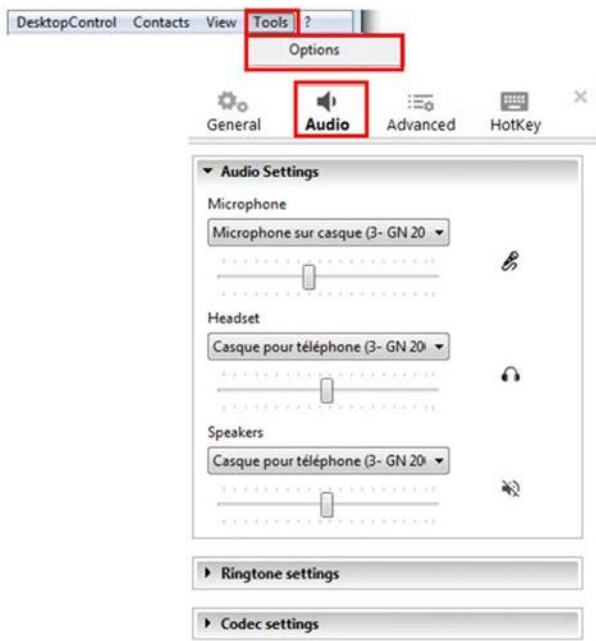 DesktopControl Contacts View Tools ?
Options
General Audio Advanced HotKey
Audio Settings
Microphone
Microphone sur casque (3- GN 20
Headset
Casque pour téléphone (3- GN 20
Speakers
Casque pour téléphone (3- GN 20
Ringtone settings
Codec settings